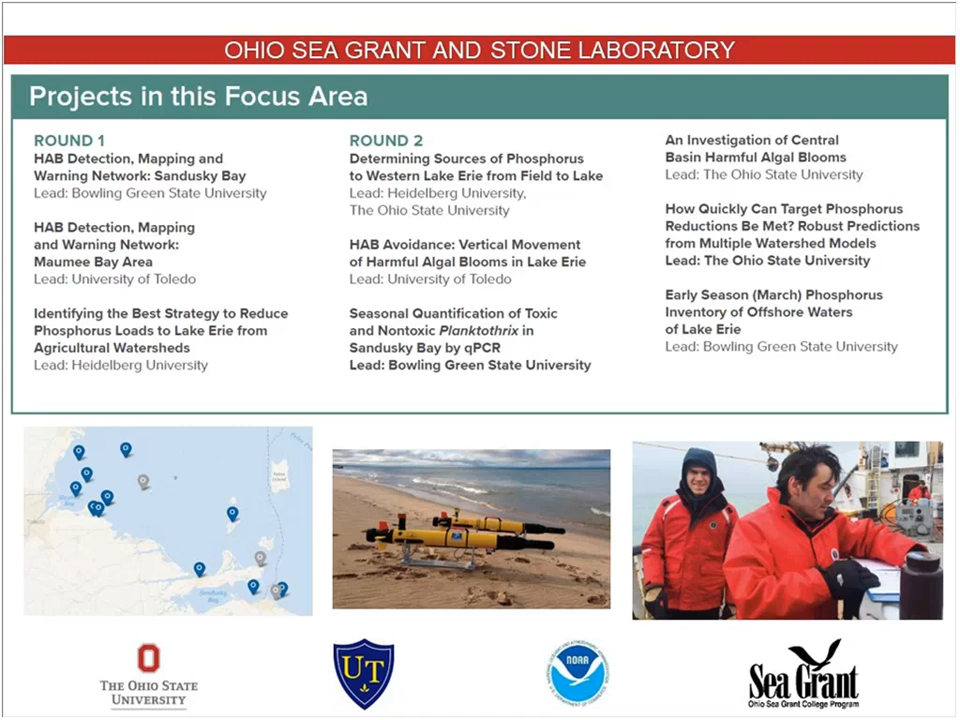 OHIO SEA GRANT AND STONE LABORATORY
Projects in this Focus Area
ROUND 1
HAB Detection, Mapping and
Warning Network: Sandusky Bay
Lead: Bowling Green State University
HAB Detection, Mapping
and Warning Network:
Maumee Bay Area
Lead: University of Toledo
Identifying the Best Strategy to Reduce
Phosphorus Loads to Lake Erie from
Agricultural Watersheds
Lead: Heidelberg University
ROUND 2
Determining Sources of Phosphorus
to Western Lake Erie from Field to Lake
Lead: Heidelberg University,
The Ohio State University
HAB Avoidance: Vertical Movement
of Harmful Algal Blooms in Lake Erie
Lead: University of Toledo
Seasonal Quantification of Toxic
and Nontoxic Planktothrix in
Sandusky Bay by qPCR
Lead: Bowling Green State University
An Investigation of Central
Basin Harmful Algal Blooms
Lead: The Ohio State University
How Quickly Can Target Phosphorus
Reductions Be Met? Robust Predictions
from Multiple Watershed Models
Lead: The Ohio State University
Early Season (March) Phosphorus
Inventory of Offshore Waters
of Lake Erie
Lead: Bowling Green State University
Sandusky
Bay
THE OHIO STATE
UNIVERSITY
UT
NOAA
Sea Grant
Ohio Sea Grant College Program